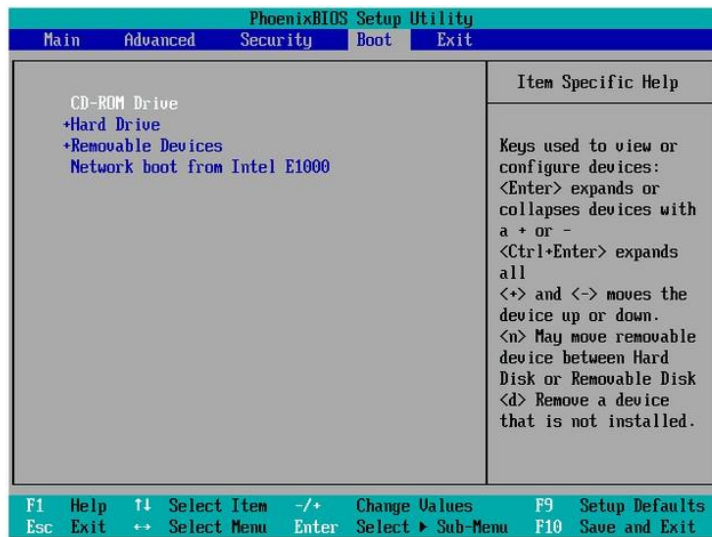 PhoenixBIOS Setup Utility
Main Advanced Security Boot Exit
CD-ROM Drive
+Hard Drive
+Removable Devices
Network boot from Intel E1000
Item Specific Help
Keys used to view or
configure devices:
<Enter> expands or
collapses devices with
a + or -
<Ctrl+Enter> expands
all
<+> and <-> moves the
device up or down.
<n> May move removable
device between Hard
Disk or Removable Disk
<d> Remove a device
that is not installed.
F1 Help ↑↓ Select Item -/+ Change Values F9 Setup Defaults
Esc Exit ↔ Select Menu Enter Select ▶ Sub-Menu F10 Save and Exit